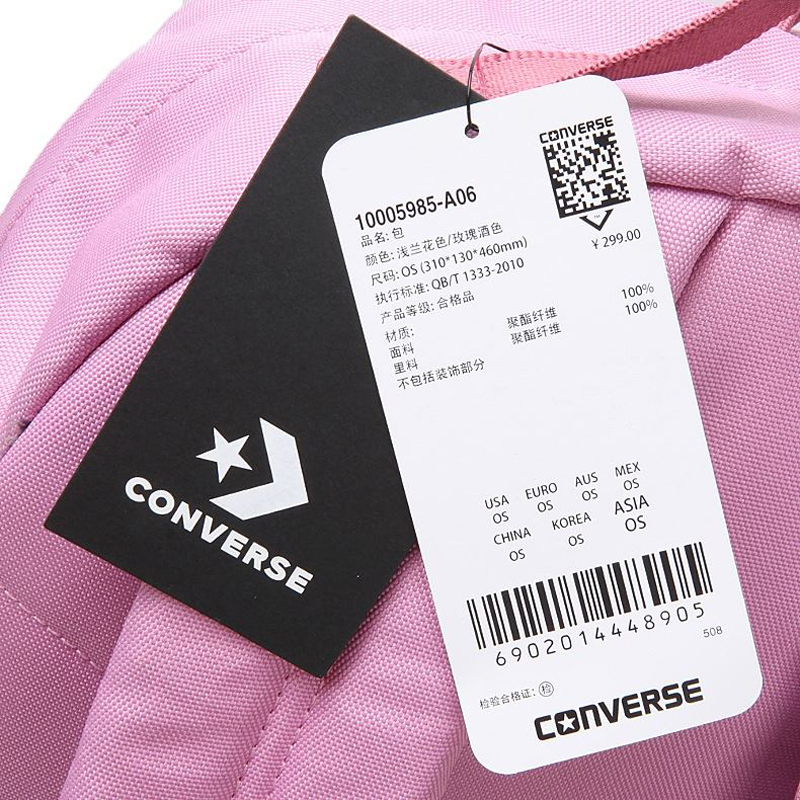 CONVERSE
CONVERSE
10005985-A06
品名: 包
颜色: 浅兰花色/玫瑰酒色
尺码: OS (310*130*460mm)
执行标准: QB/T 1333-2010
产品等级: 合格品
¥ 299.00
材质:
面料 聚酯纤维 100%
里料 聚酯纤维 100%
不包括装饰部分
USA EURO AUS MEX
OS OS OS OS
CHINA KOREA ASIA
OS OS OS
6902014448905
508
检验合格证: 检
CONVERSE